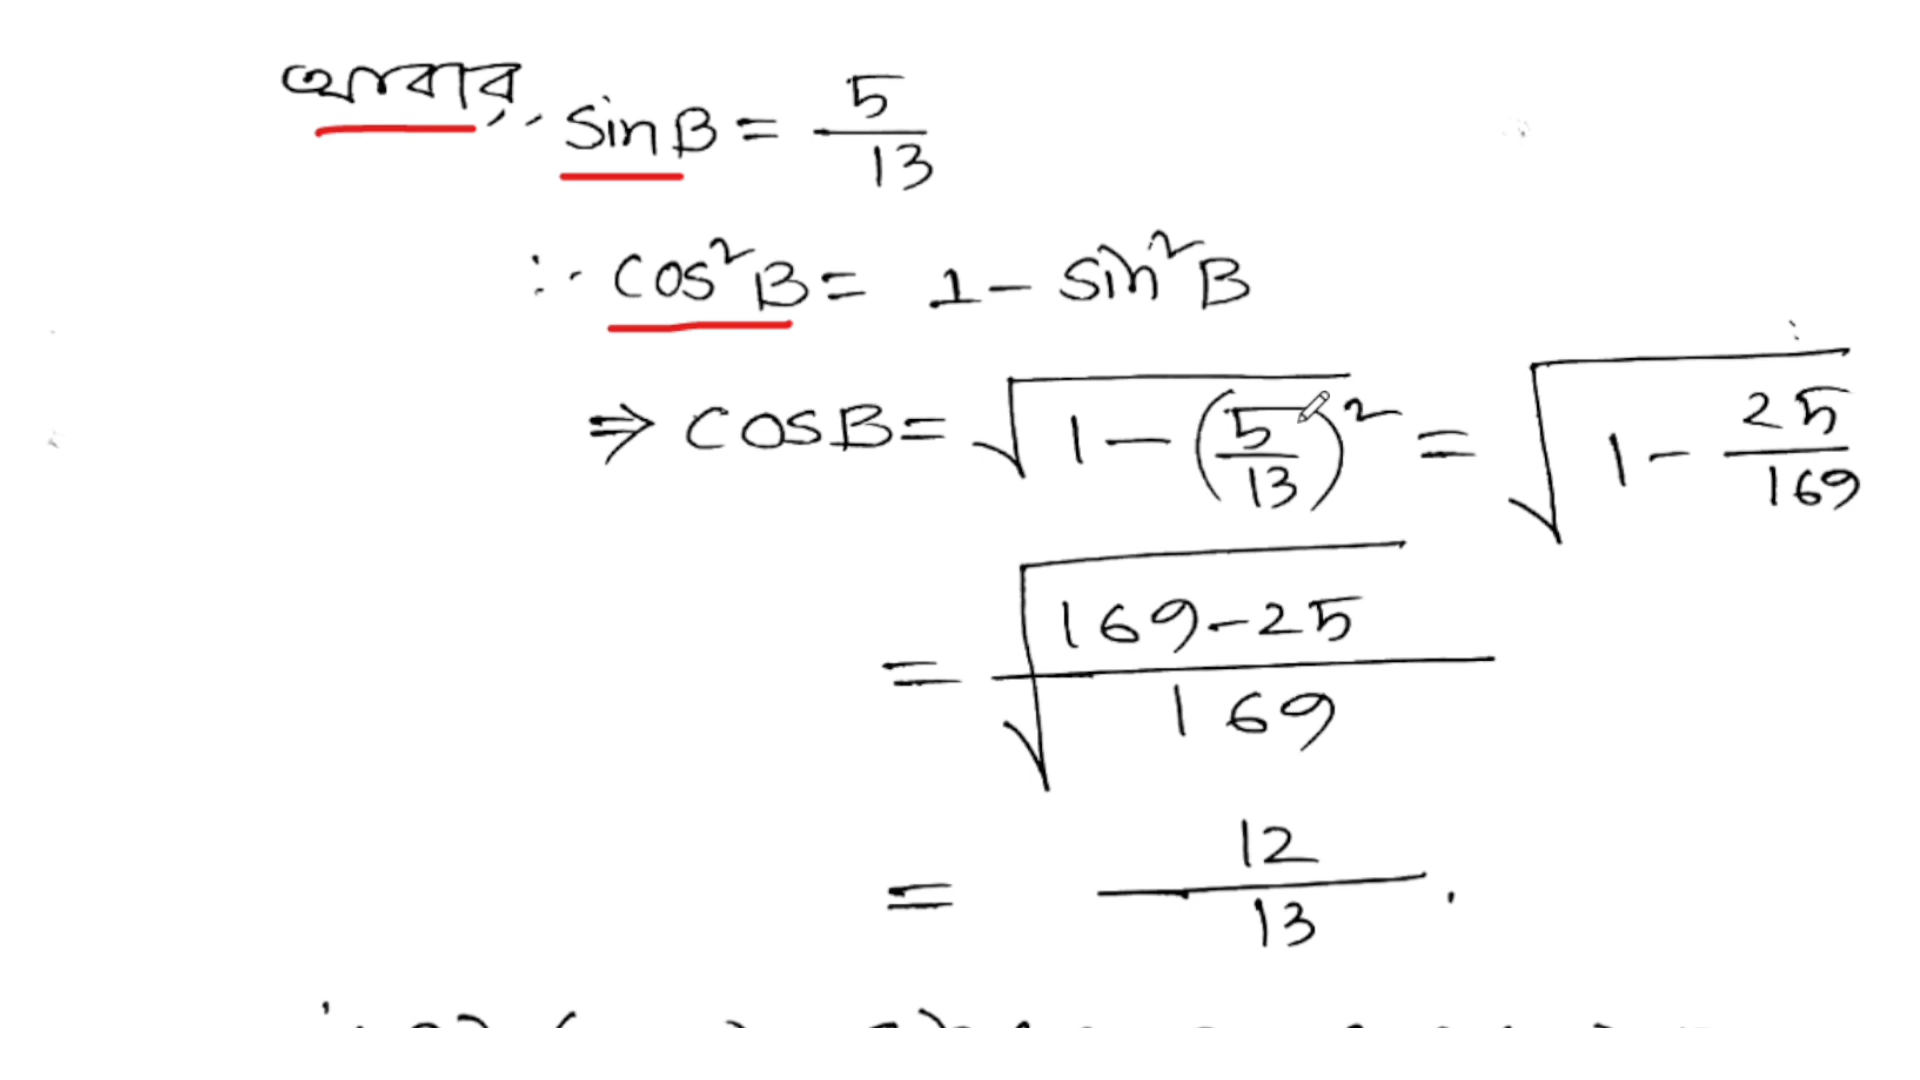 আবার, sinB = 5/13
∴ cos²B = 1 - sin²B
⇒ cosB = √(1 - (5/13)²) = √(1 - 25/169)
= √((169-25)/169)
= 12/13.